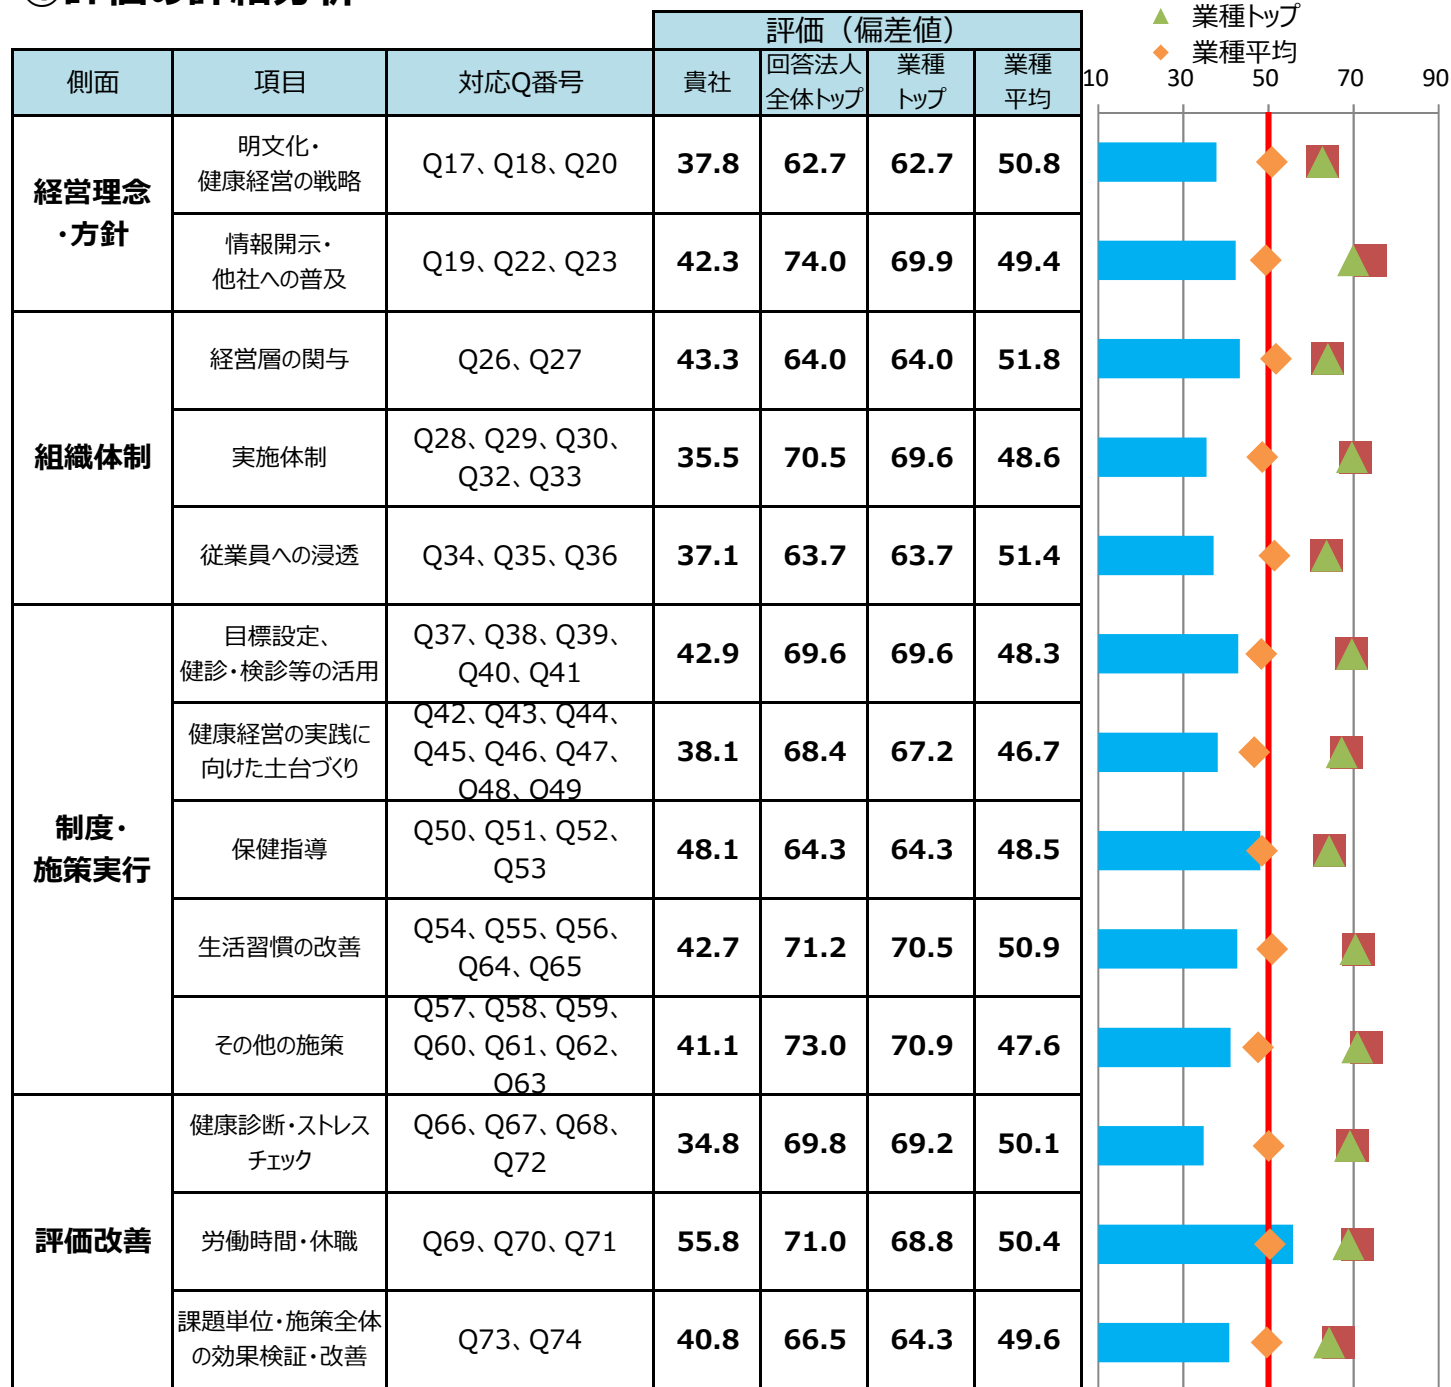 評価（偏差値）
▲ 業種トップ
◆ 業種平均
側面 項目 対応Q番号 貴社 回答法人 業種 業種
全体トップ トップ 平均
10 30 50 70 90
経営理念
・方針
明文化・
健康経営の戦略
Q17、Q18、Q20 37.8 62.7 62.7 50.8
情報開示・
他社への普及
Q19、Q22、Q23 42.3 74.0 69.9 49.4
組織体制
経営層の関与 Q26、Q27 43.3 64.0 64.0 51.8
実施体制
Q28、Q29、Q30、
Q32、Q33
35.5 70.5 69.6 48.6
従業員への浸透 Q34、Q35、Q36 37.1 63.7 63.7 51.4
制度・
施策実行
目標設定、
健診・検診等の活用
Q37、Q38、Q39、
Q40、Q41
42.9 69.6 69.6 48.3
健康経営の実践に
向けた土台づくり
Q42、Q43、Q44、
Q45、Q46、Q47、
Q48、Q49
38.1 68.4 67.2 46.7
保健指導
Q50、Q51、Q52、
Q53
48.1 64.3 64.3 48.5
生活習慣の改善
Q54、Q55、Q56、
Q64、Q65
42.7 71.2 70.5 50.9
その他の施策
Q57、Q58、Q59、
Q60、Q61、Q62、
Q63
41.1 73.0 70.9 47.6
評価改善
健康診断・ストレス
チェック
Q66、Q67、Q68、
Q72
34.8 69.8 69.2 50.1
労働時間・休職 Q69、Q70、Q71 55.8 71.0 68.8 50.4
課題単位・施策全体
の効果検証・改善
Q73、Q74 40.8 66.5 64.3 49.6